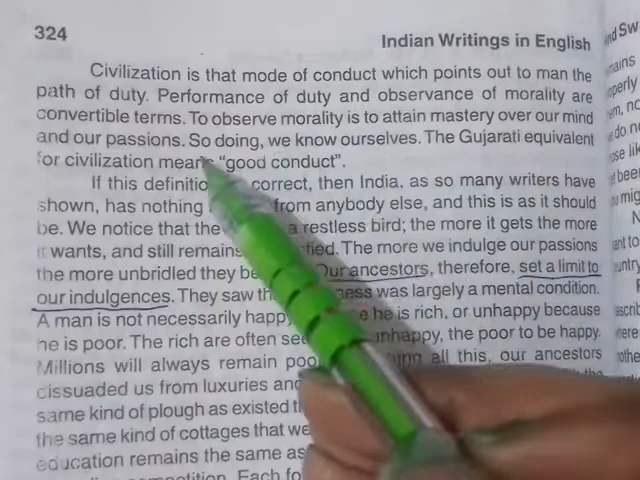 324
Indian Writings in English
Civilization is that mode of conduct which points out to man the
path of duty. Performance of duty and observance of morality are
convertible terms. To observe morality is to attain mastery over our mind
and our passions. So doing, we know ourselves. The Gujarati equivalent
for civilization means "good conduct".
If this correct, then India, as so many writers have
shown, has nothing from anybody else, and this is as it should
be. We notice that the a restless bird; the more it gets the more
it wants, and still remains The more we indulge our passions
the more unbridled they Our ancestors, therefore, set a limit to
our indulgences. They saw was largely a mental condition.
A man is not necessarily happy he is rich, or unhappy because
he is poor. The rich are often unhappy, the poor to be happy.
Millions will always remain all this, our ancestors
dissuaded us from luxuries and
same kind of plough as existed
the same kind of cottages that we
education remains the same as
Each